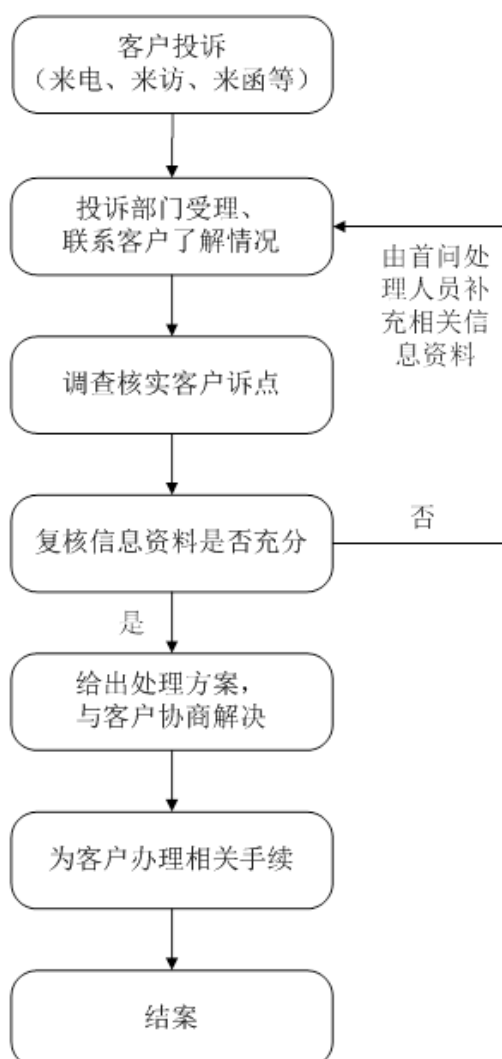 客户投诉
（来电、来访、来函等）
投诉部门受理、
联系客户了解情况
由首问处
理人员补
充相关信
息资料
调查核实客户诉点
复核信息资料是否充分
否
是
给出处理方案，
与客户协商解决
为客户办理相关手续
结案